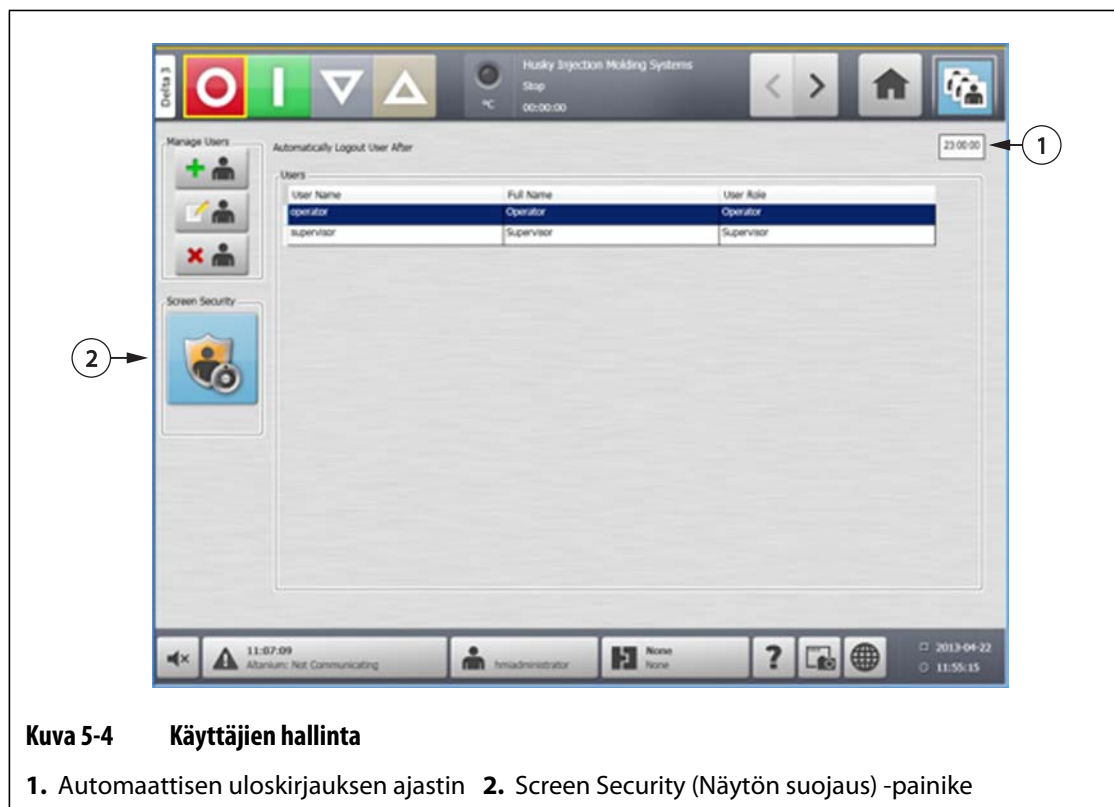 Delta 3
Husky Injection Molding Systems
Stop
°C 00:00:00
Manage Users
Automatically Logout User After
23:00:00
1
Users
User Name Full Name User Role
operator Operator Operator
supervisor Supervisor Supervisor
Screen Security
2
11:07:09
Altanium: Not Communicating
hmiadministrator
None
None
?
2013-04-22
11:55:15
Kuva 5-4 Käyttäjien hallinta
1. Automaattisen uloskirjauksen ajastin 2. Screen Security (Näytön suojaus) -painike